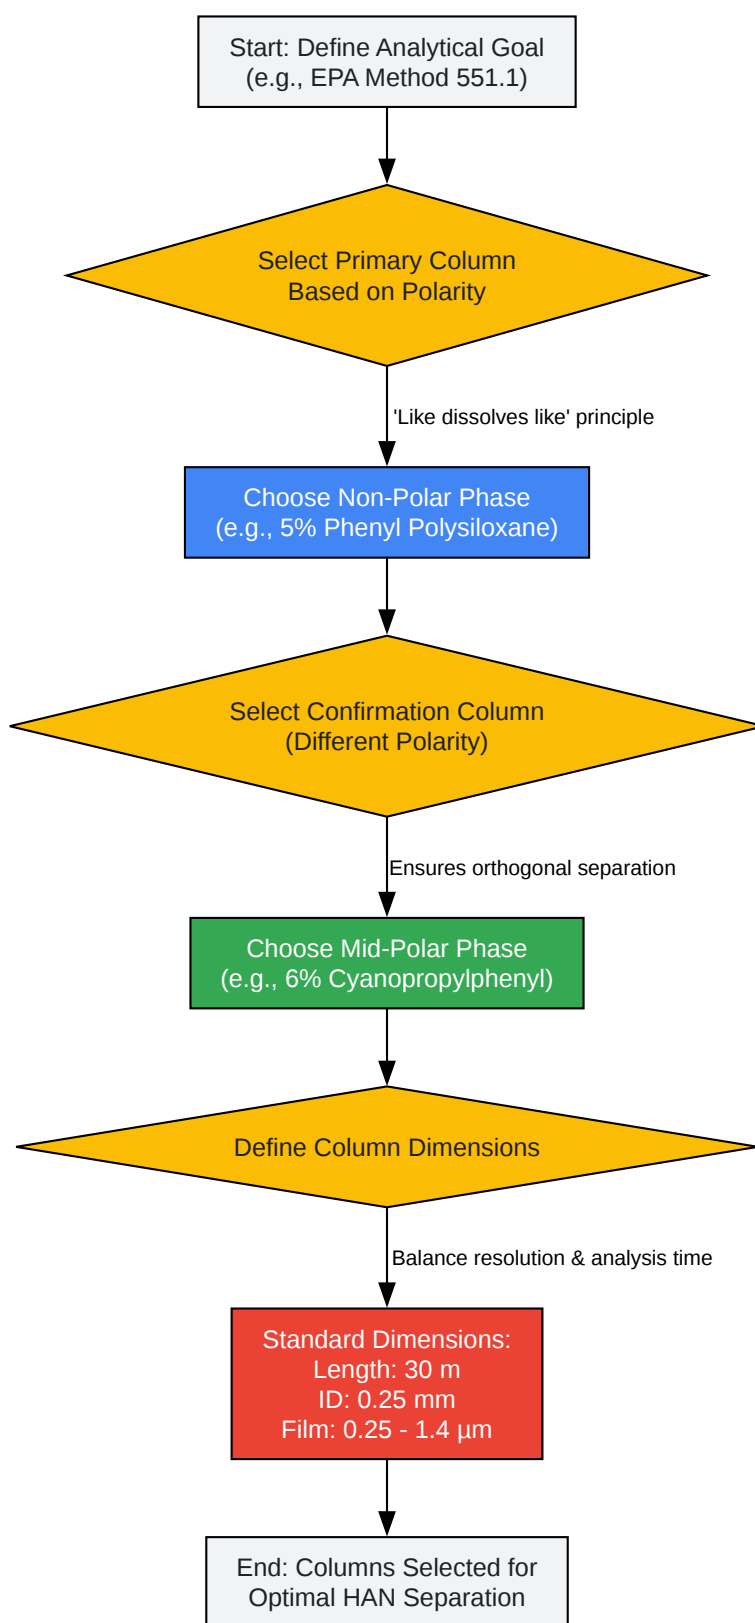 Start: Define Analytical Goal
(e.g., EPA Method 551.1)
Select Primary Column
Based on Polarity
'Like dissolves like' principle
Choose Non-Polar Phase
(e.g., 5% Phenyl Polysiloxane)
Select Confirmation Column
(Different Polarity)
Ensures orthogonal separation
Choose Mid-Polar Phase
(e.g., 6% Cyanopropylphenyl)
Define Column Dimensions
Balance resolution & analysis time
Standard Dimensions:
Length: 30 m
ID: 0.25 mm
Film: 0.25 - 1.4 µm
End: Columns Selected for
Optimal HAN Separation